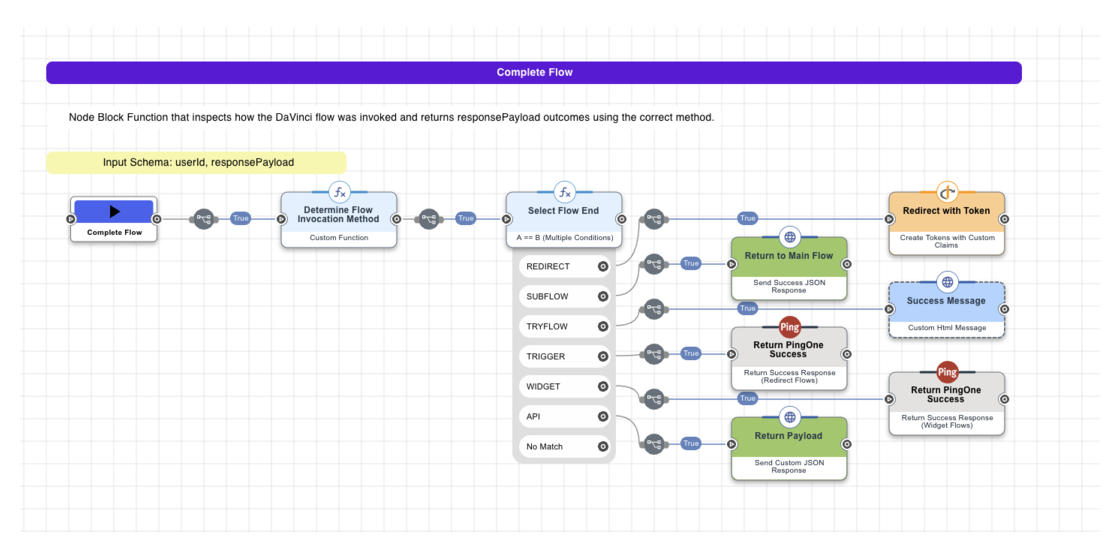 Complete Flow
Node Block Function that inspects how the DaVinci flow was invoked and returns responsePayload outcomes using the correct method.
Input Schema: userId, responsePayload
Complete Flow
True
fx
Determine Flow
Invocation Method
Custom Function
True
fx
Select Flow End
A == B (Multiple Conditions)
REDIRECT
SUBFLOW
TRYFLOW
TRIGGER
WIDGET
API
No Match
True
Redirect with Token
Create Tokens with Custom
Claims
True
Return to Main Flow
Send Success JSON
Response
True
Success Message
Custom Html Message
True
Ping
Return PingOne
Success
Return Success Response
(Redirect Flows)
True
Ping
Return PingOne
Success
Return Success Response
(Widget Flows)
True
Return Payload
Send Custom JSON
Response